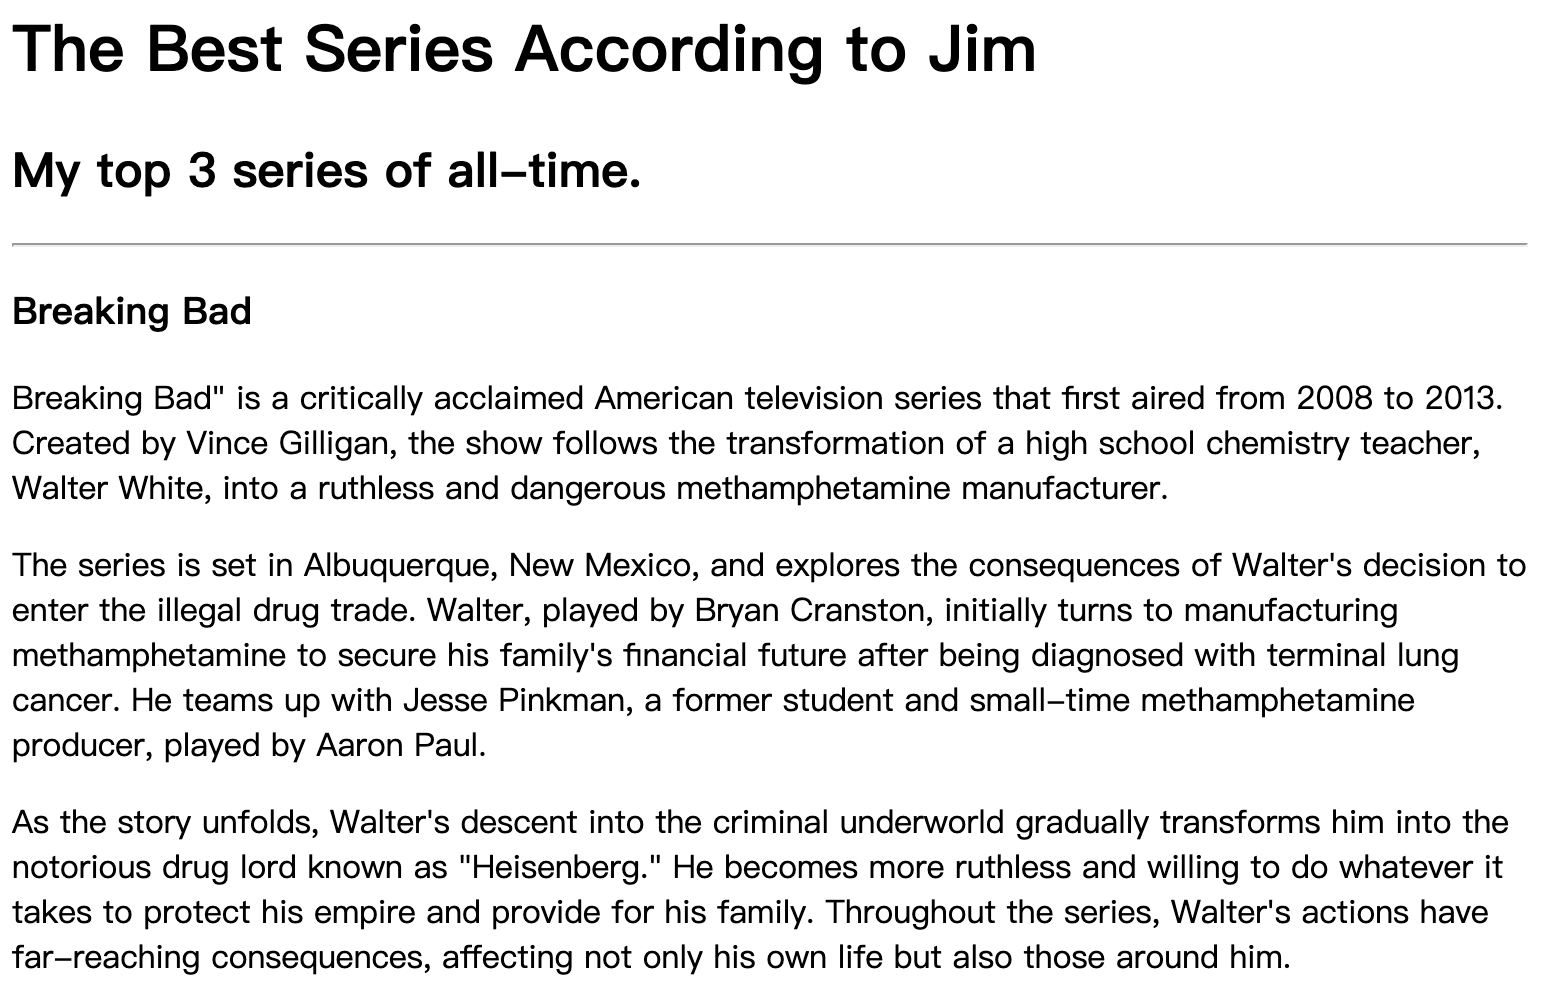 The Best Series According to Jim
My top 3 series of all-time.
Breaking Bad
Breaking Bad" is a critically acclaimed American television series that first aired from 2008 to 2013.
Created by Vince Gilligan, the show follows the transformation of a high school chemistry teacher,
Walter White, into a ruthless and dangerous methamphetamine manufacturer.
The series is set in Albuquerque, New Mexico, and explores the consequences of Walter's decision to
enter the illegal drug trade. Walter, played by Bryan Cranston, initially turns to manufacturing
methamphetamine to secure his family's financial future after being diagnosed with terminal lung
cancer. He teams up with Jesse Pinkman, a former student and small-time methamphetamine
producer, played by Aaron Paul.
As the story unfolds, Walter's descent into the criminal underworld gradually transforms him into the
notorious drug lord known as "Heisenberg." He becomes more ruthless and willing to do whatever it
takes to protect his empire and provide for his family. Throughout the series, Walter's actions have
far-reaching consequences, affecting not only his own life but also those around him.